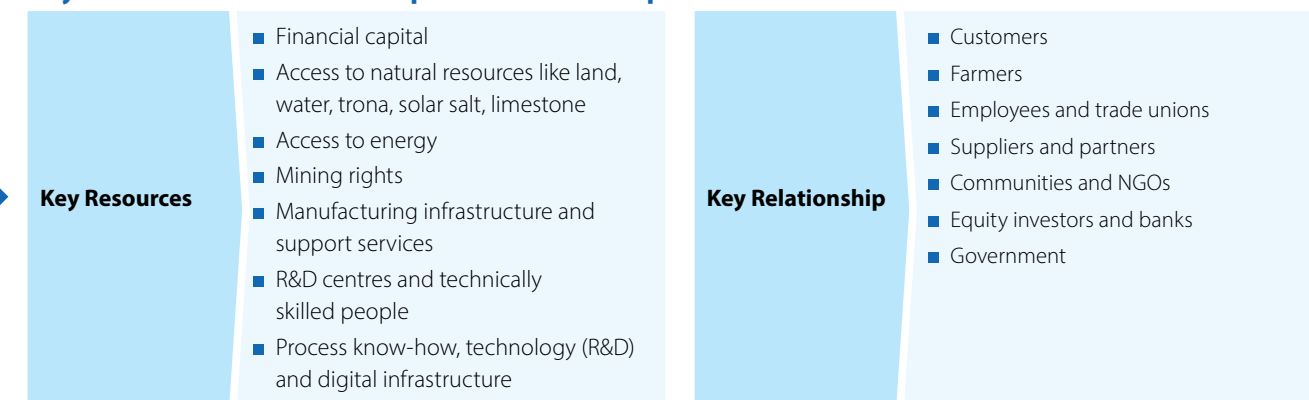 Key Resources
Financial capital
Access to natural resources like land,
water, trona, solar salt, limestone
Access to energy
Mining rights
Manufacturing infrastructure and
support services
R&D centres and technically
skilled people
Process know-how, technology (R&D)
and digital infrastructure
Key Relationship
Customers
Farmers
Employees and trade unions
Suppliers and partners
Communities and NGOs
Equity investors and banks
Government